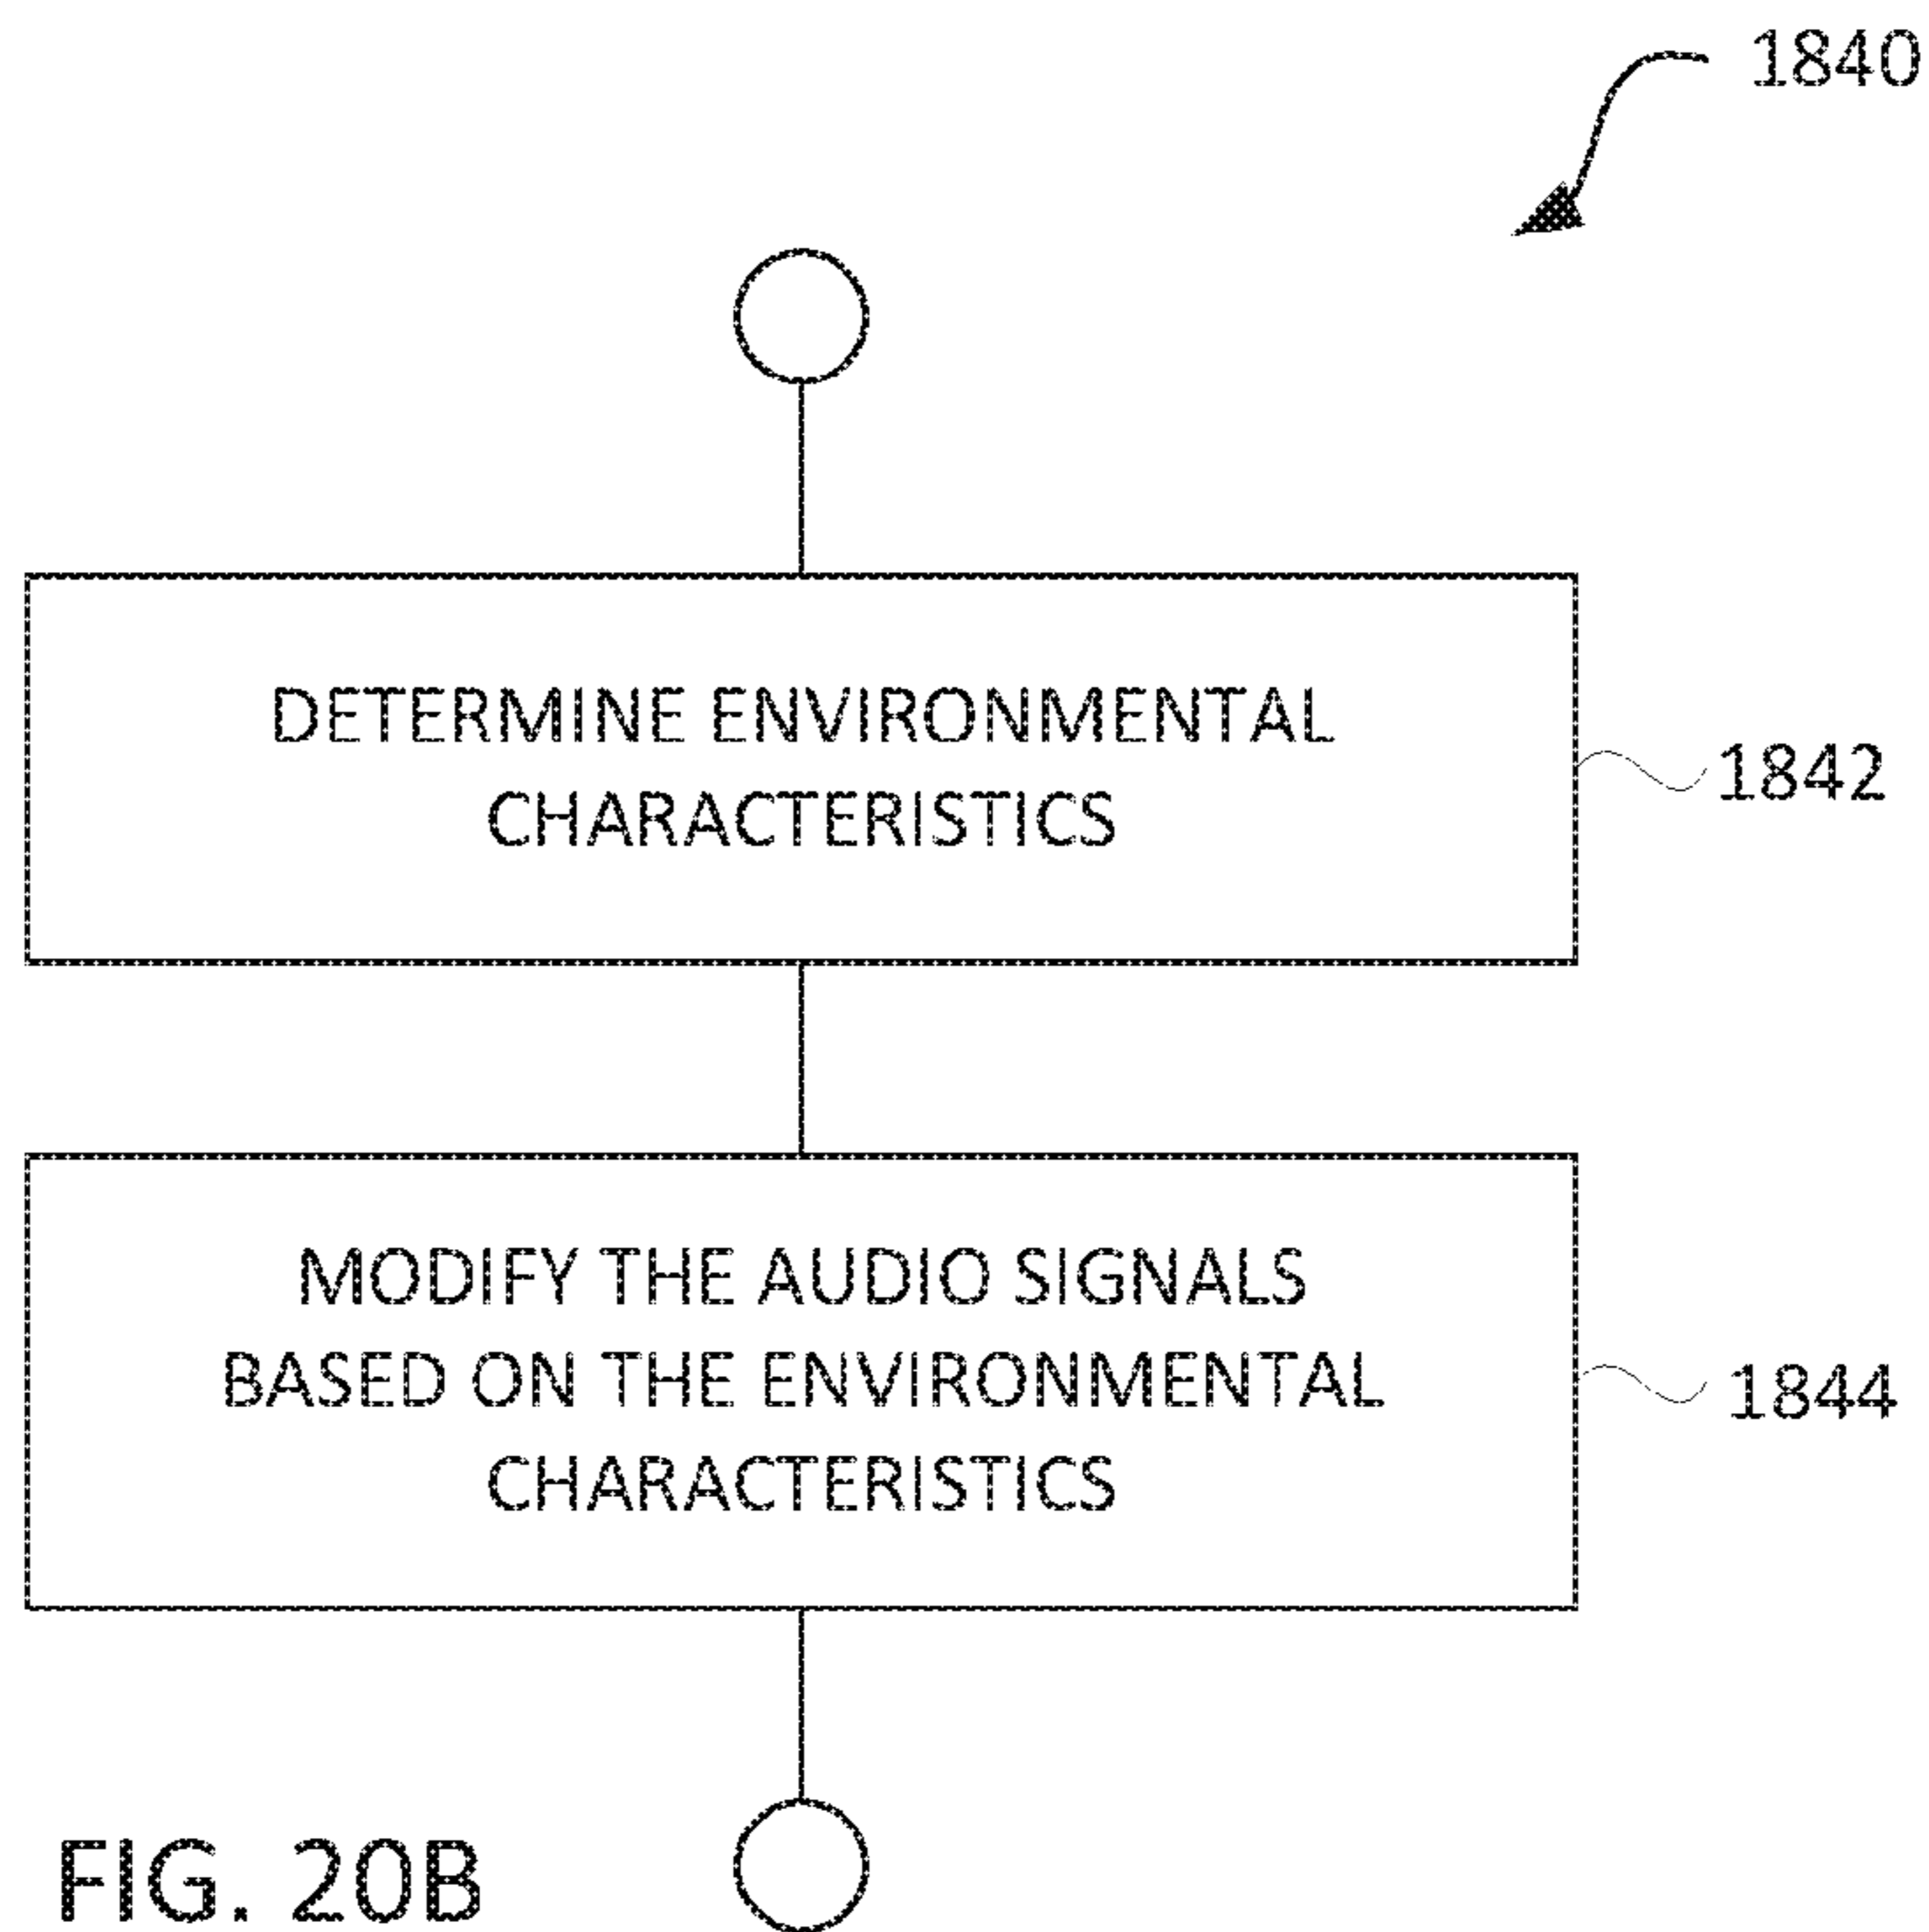 1840
DETERMINE ENVIRONMENTAL
CHARACTERISTICS
1842
MODIFY THE AUDIO SIGNALS
BASED ON THE ENVIRONMENTAL
CHARACTERISTICS
1844
FIG. 20B